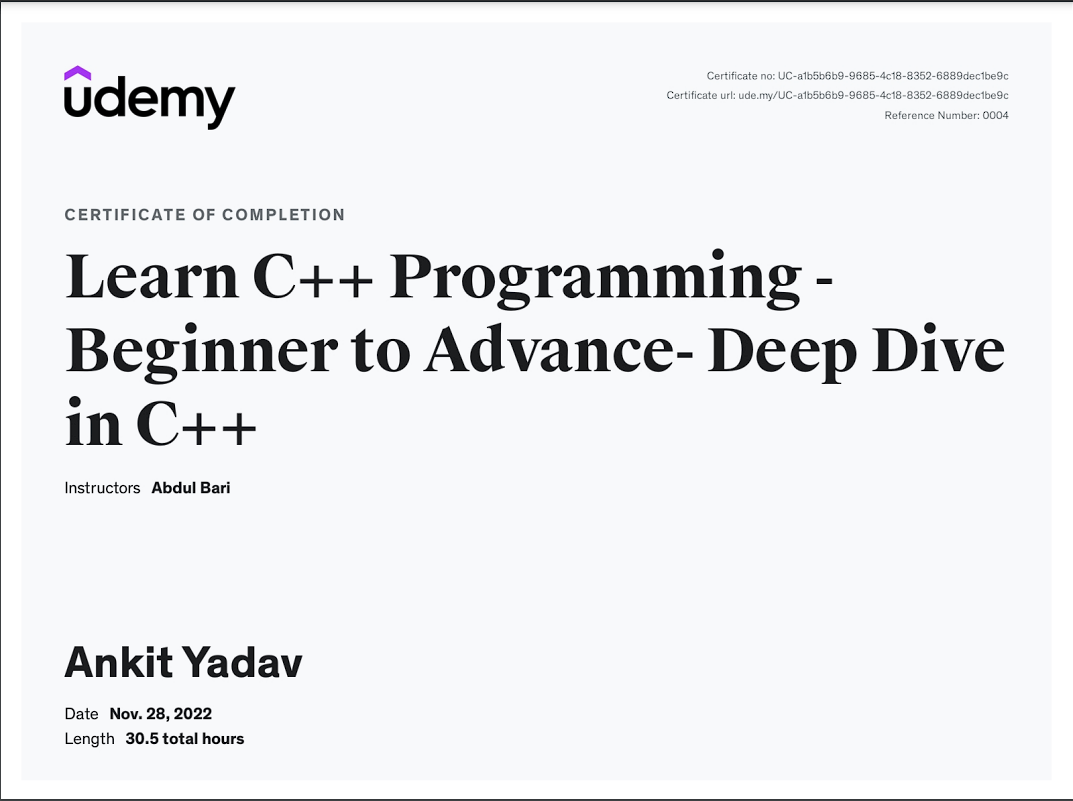 udemy
Certificate no: UC-a1b5b6b9-9685-4c18-8352-6889dec1be9c
Certificate url: ude.my/UC-a1b5b6b9-9685-4c18-8352-6889dec1be9c
Reference Number: 0004
CERTIFICATE OF COMPLETION
Learn C++ Programming -
Beginner to Advance- Deep Dive
in C++
Instructors Abdul Bari
Ankit Yadav
Date Nov. 28, 2022
Length 30.5 total hours